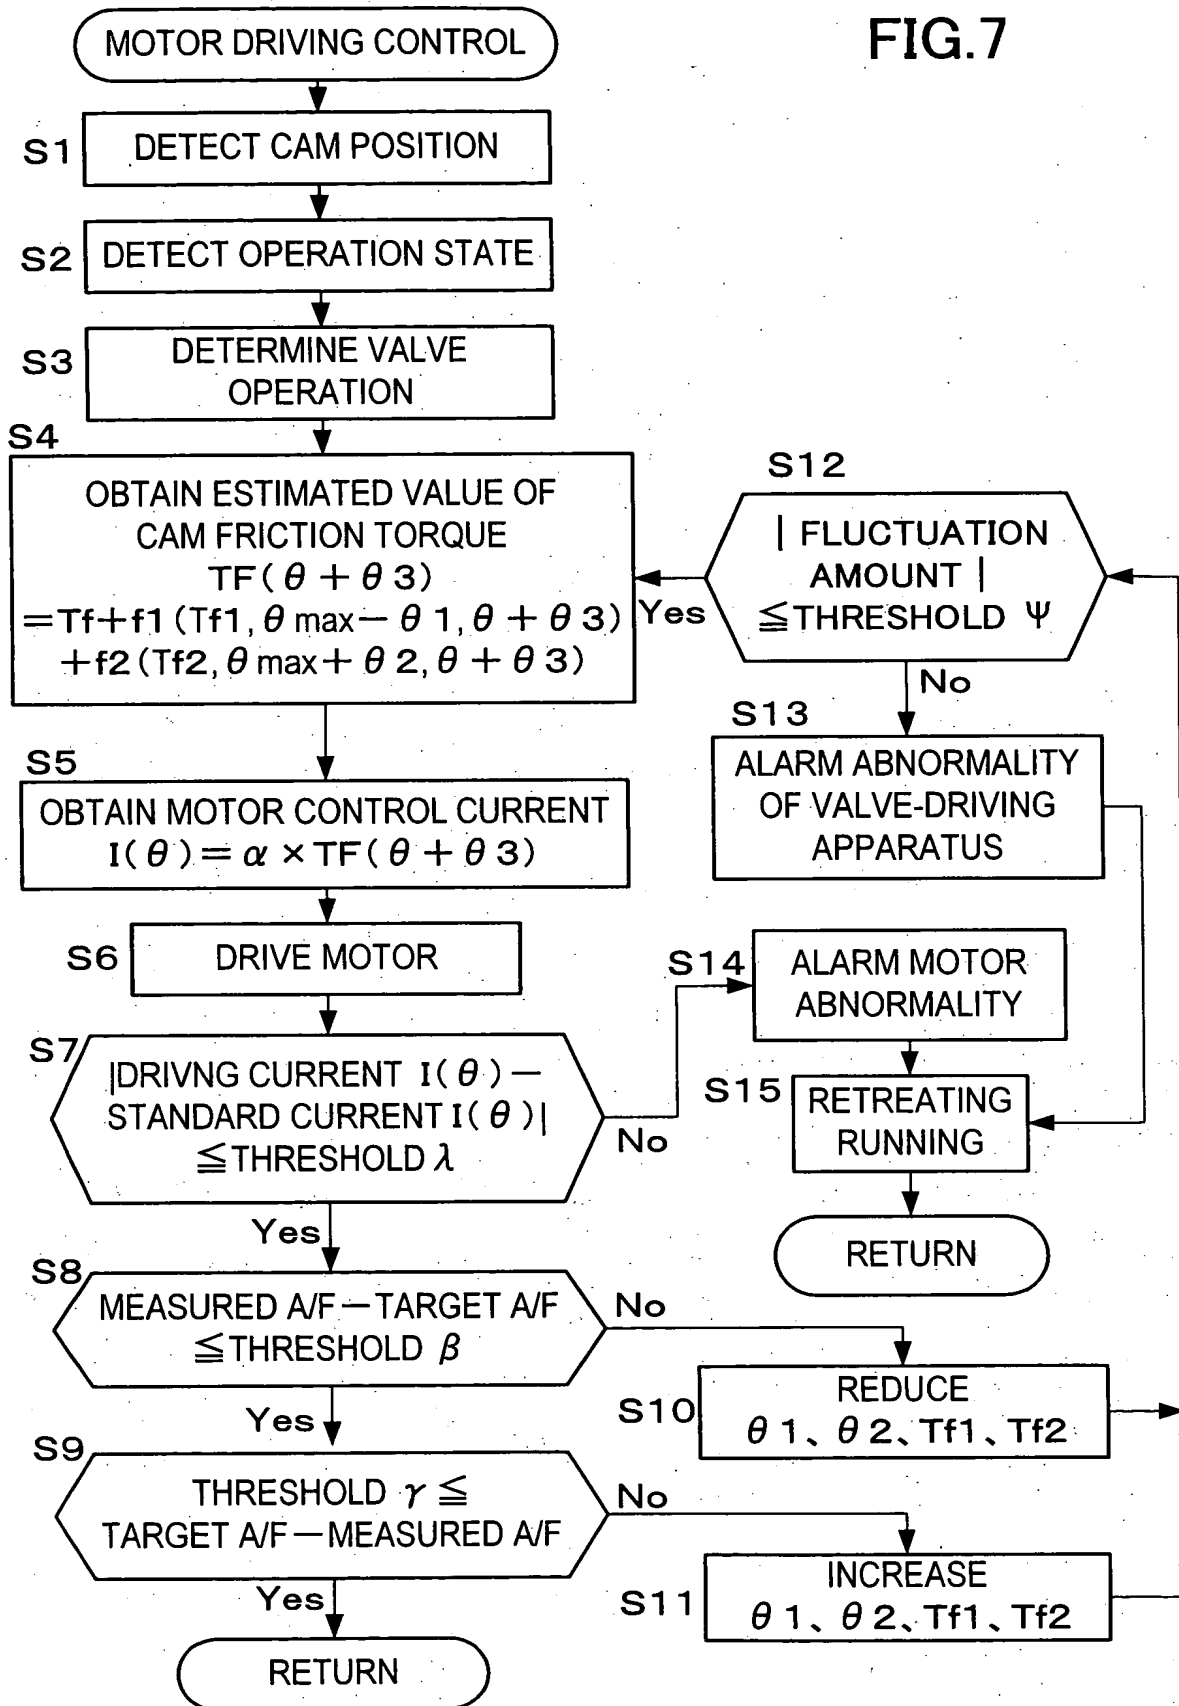 FIG.7
MOTOR DRIVING CONTROL
S1
DETECT CAM POSITION
S2
DETECT OPERATION STATE
S3
DETERMINE VALVE
OPERATION
S4
OBTAIN ESTIMATED VALUE OF
CAM FRICTION TORQUE
TF(θ+θ3)
=Tf+f1(Tf1,θmax−θ1,θ+θ3)
+f2(Tf2,θmax+θ2,θ+θ3)
S5
OBTAIN MOTOR CONTROL CURRENT
I(θ)=α×TF(θ+θ3)
S6
DRIVE MOTOR
S7
|DRIVNG CURRENT I(θ)−
STANDARD CURRENT I(θ)|
≦THRESHOLD λ
No
Yes
S8
MEASURED A/F−TARGET A/F
≦THRESHOLD β
No
Yes
S9
THRESHOLD γ≦
TARGET A/F−MEASURED A/F
No
Yes
RETURN
S10
REDUCE
θ1、θ2、Tf1、Tf2
S11
INCREASE
θ1、θ2、Tf1、Tf2
S12
|FLUCTUATION
AMOUNT|
≦THRESHOLD Ψ
Yes
No
S13
ALARM ABNORMALITY
OF VALVE-DRIVING
APPARATUS
S14
ALARM MOTOR
ABNORMALITY
S15
RETREATING
RUNNING
RETURN